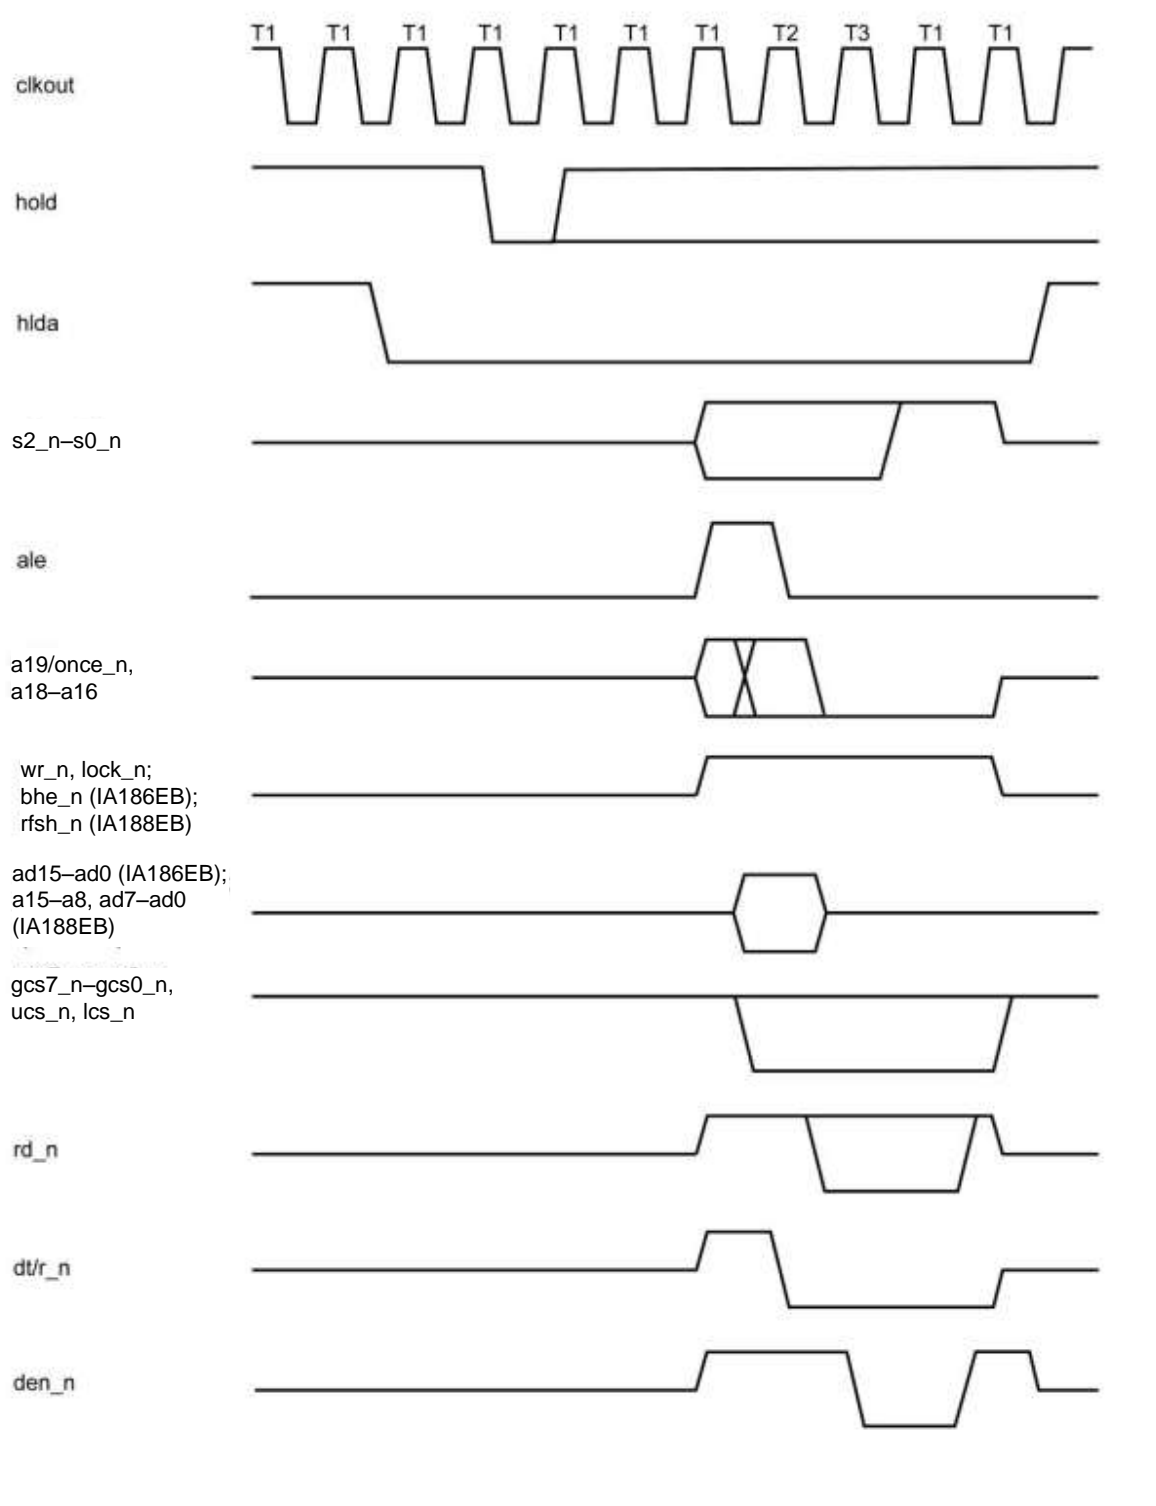 T1 T1 T1 T1 T1 T1 T1 T2 T3 T1 T1
clkout
hold
hlda
s2_n–s0_n
ale
a19/once_n,
a18–a16
wr_n, lock_n;
bhe_n (IA186EB);
rfsh_n (IA188EB)
ad15–ad0 (IA186EB);
a15–a8, ad7–ad0
(IA188EB)
gcs7_n–gcs0_n,
ucs_n, lcs_n
rd_n
dt/r_n
den_n